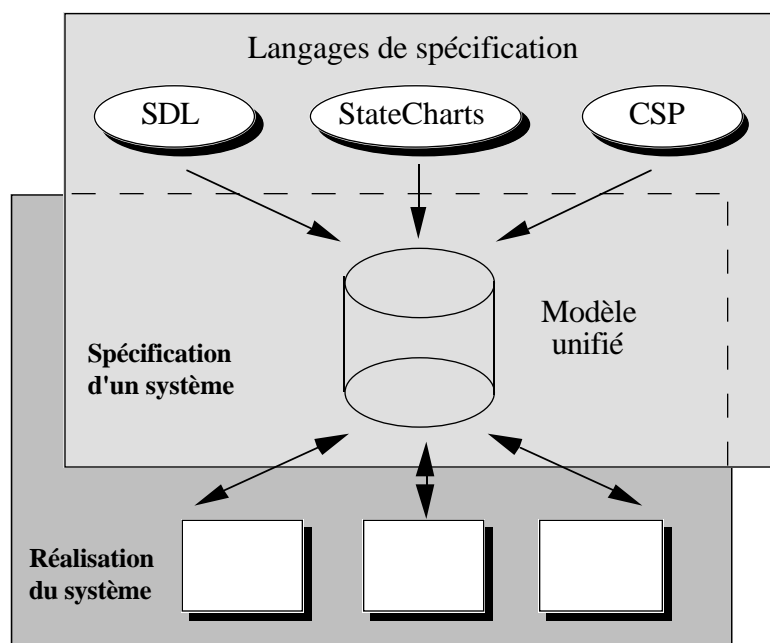 Langages de spécification
SDL
StateCharts
CSP
Modèle
unifié
Spécification
d'un système
Réalisation
du système